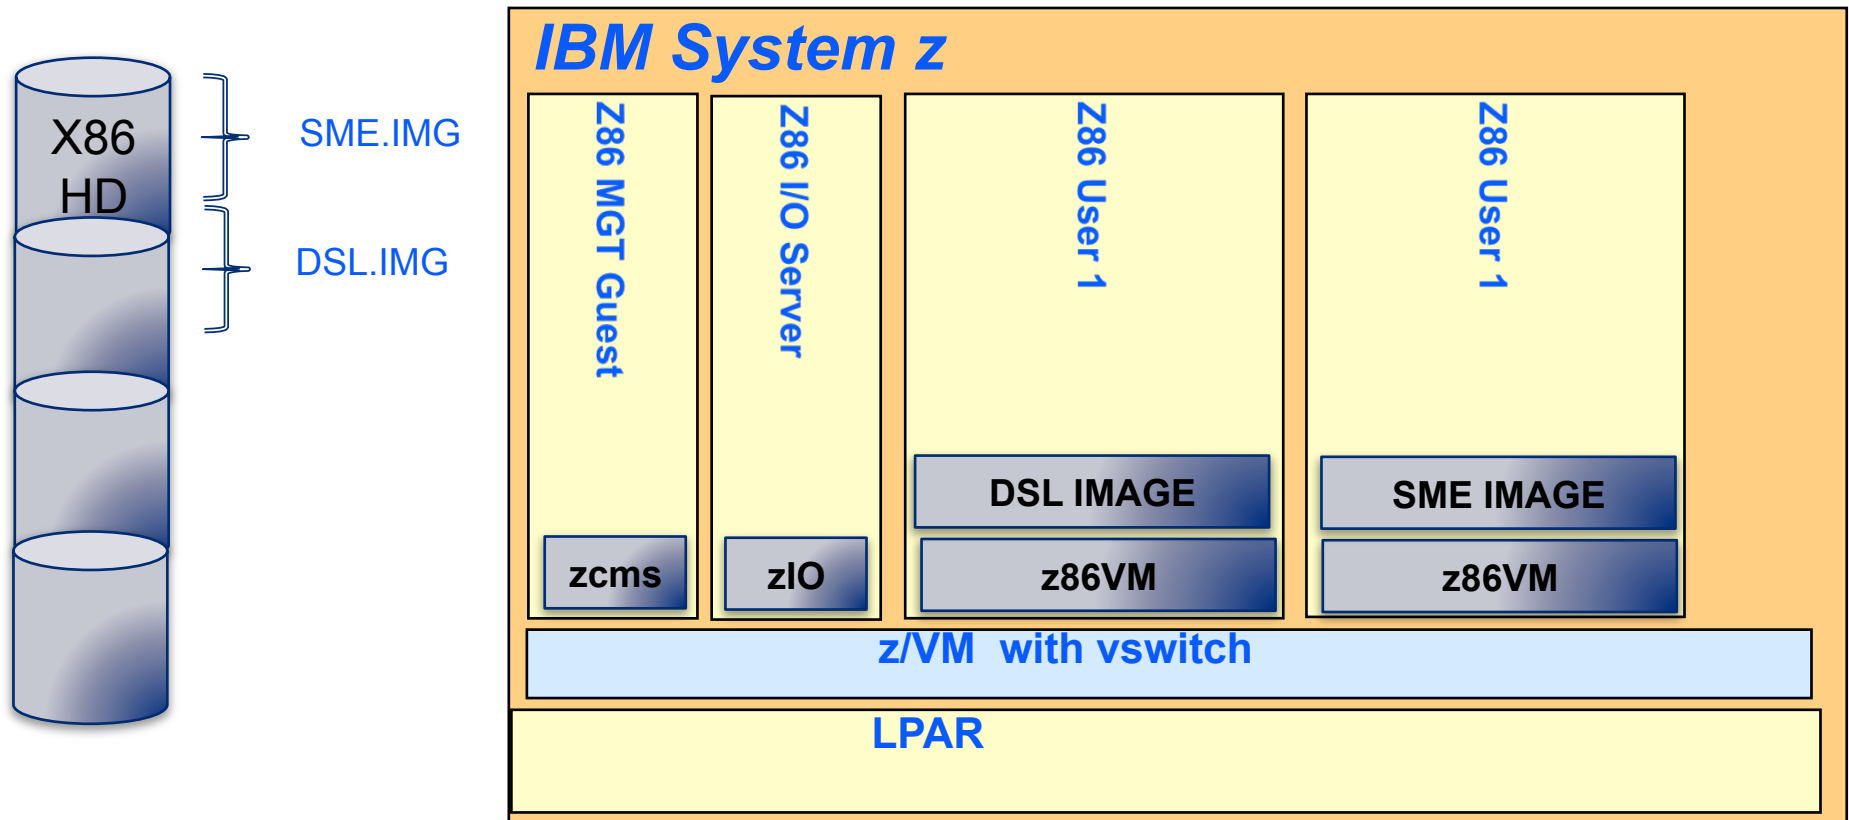 IBM System z
X86
HD
SME.IMG
DSL.IMG
Z86 MGT Guest
Z86 I/O Server
Z86 User 1
Z86 User 1
DSL IMAGE
SME IMAGE
zcms
zIO
z86VM
z86VM
z/VM  with vswitch
LPAR